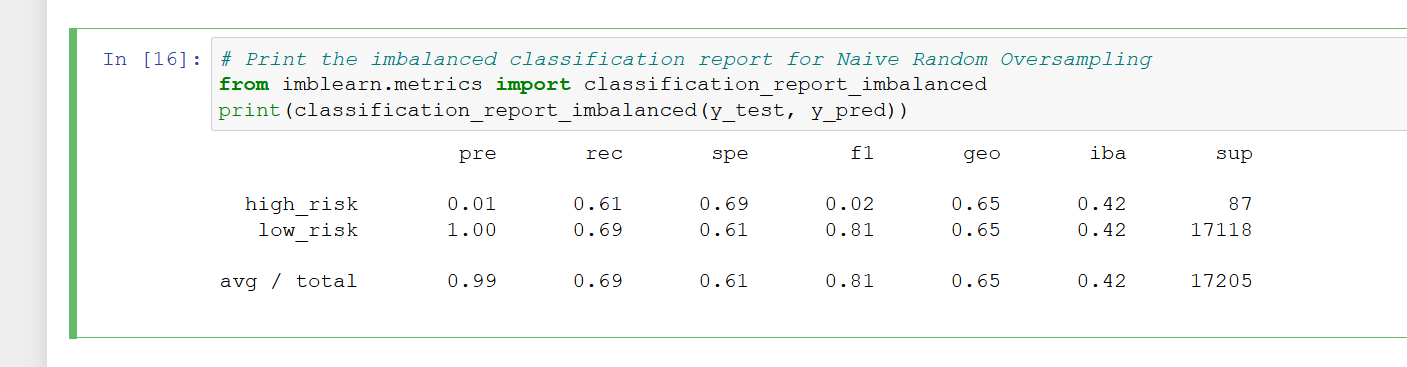 In [16]: # Print the imbalanced classification report for Naive Random Oversampling
from imblearn.metrics import classification_report_imbalanced
print(classification_report_imbalanced(y_test, y_pred))
pre rec spe f1 geo iba sup
high_risk 0.01 0.61 0.69 0.02 0.65 0.42 87
low_risk 1.00 0.69 0.61 0.81 0.65 0.42 17118
avg / total 0.99 0.69 0.61 0.81 0.65 0.42 17205